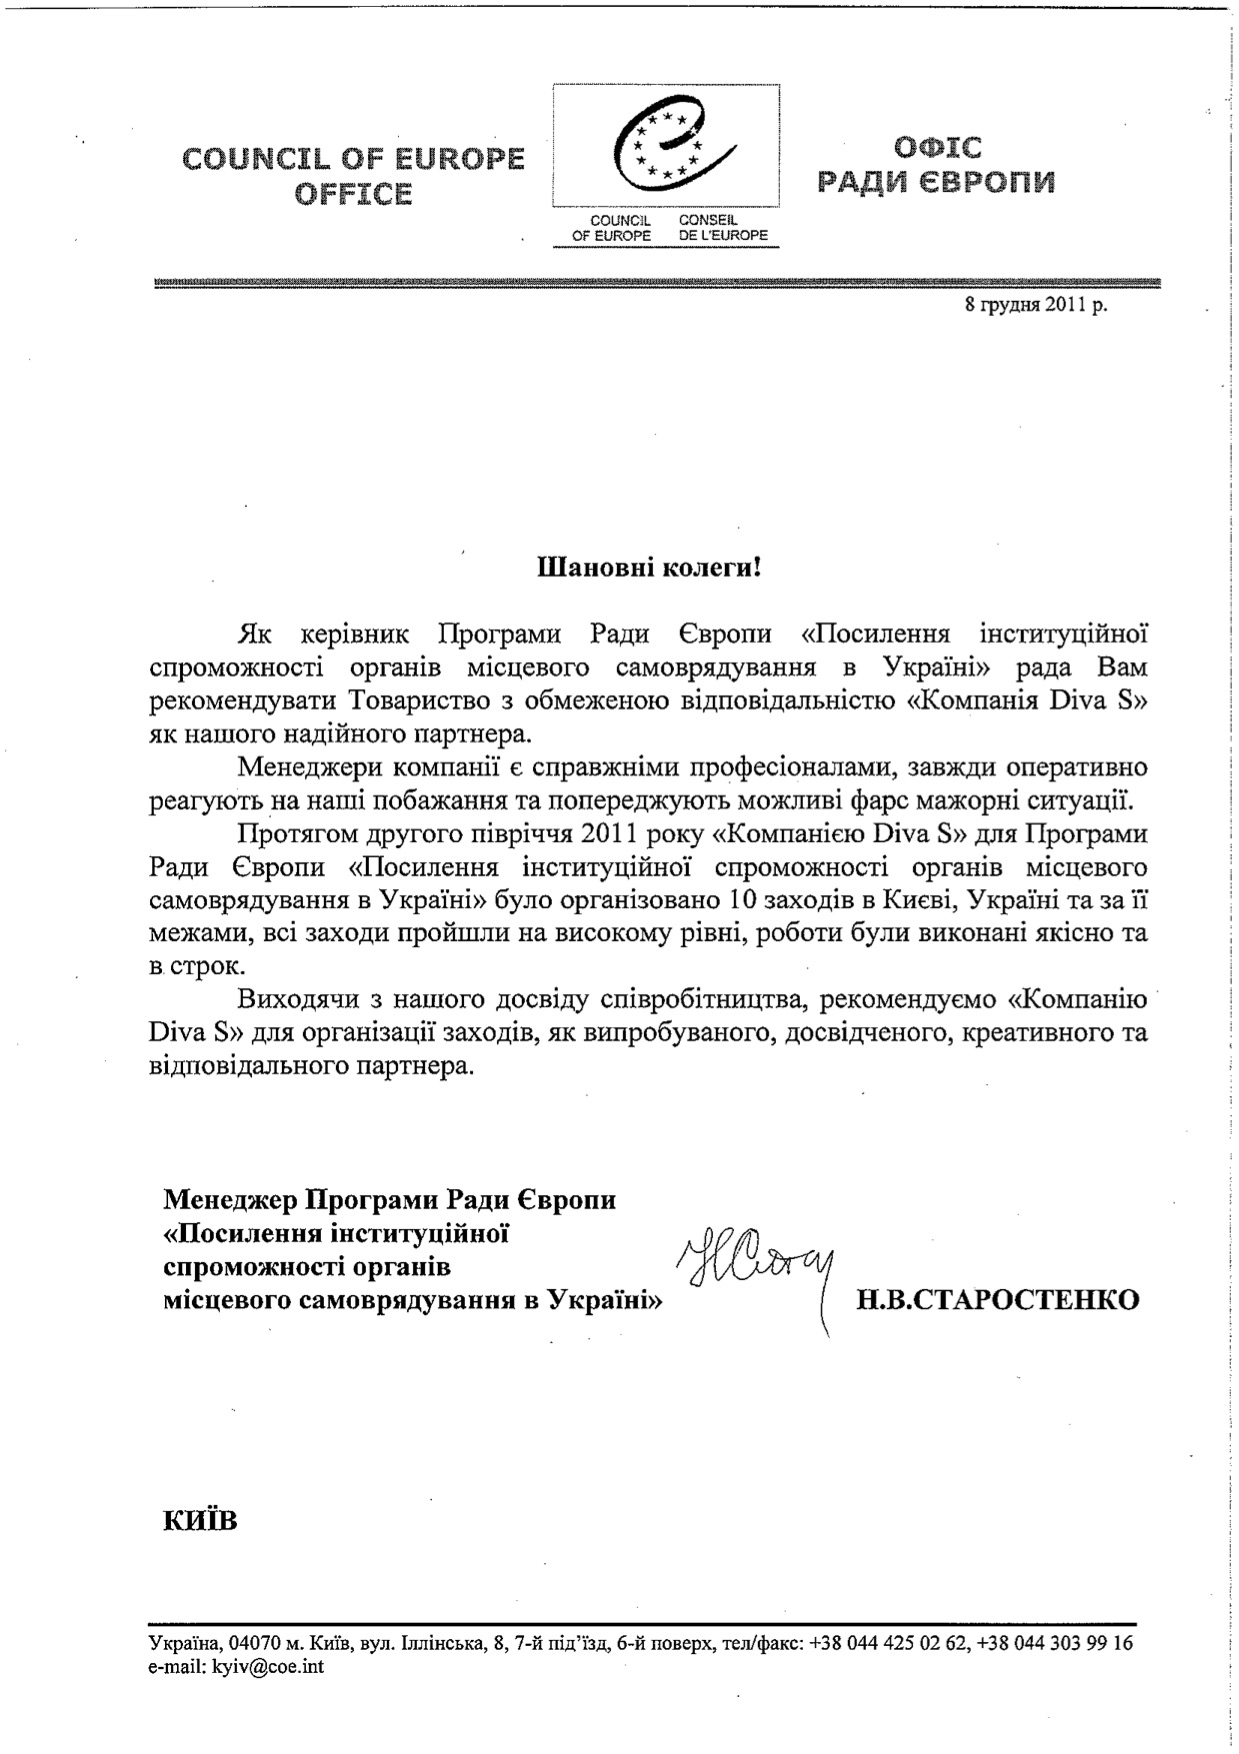 COUNCIL OF EUROPE
OFFICE
COUNCIL CONSEIL
OF EUROPE DE L'EUROPE
ОФІС
РАДИ ЄВРОПИ
8 грудня 2011 р.
Шановні колеги!
Як керівник Програми Ради Європи «Посилення інституційної
спроможності органів місцевого самоврядування в Україні» рада Вам
рекомендувати Товариство з обмеженою відповідальністю «Компанія Diva S»
як нашого надійного партнера.
Менеджери компанії є справжніми професіоналами, завжди оперативно
реагують на наші побажання та попереджують можливі фарс мажорні ситуації.
Протягом другого півріччя 2011 року «Компанією Diva S» для Програми
Ради Європи «Посилення інституційної спроможності органів місцевого
самоврядування в Україні» було організовано 10 заходів в Києві, Україні та за її
межами, всі заходи пройшли на високому рівні, роботи були виконані якісно та
в строк.
Виходячи з нашого досвіду співробітництва, рекомендуємо «Компанію
Diva S» для організації заходів, як випробуваного, досвідченого, креативного та
відповідального партнера.
Менеджер Програми Ради Європи
«Посилення інституційної
спроможності органів
місцевого самоврядування в Україні»
Н.В.СТАРОСТЕНКО
КИЇВ
Україна, 04070 м. Київ, вул. Іллінська, 8, 7-й під’їзд, 6-й поверх, тел/факс: +38 044 425 02 62, +38 044 303 99 16
e-mail: kyiv@coe.int